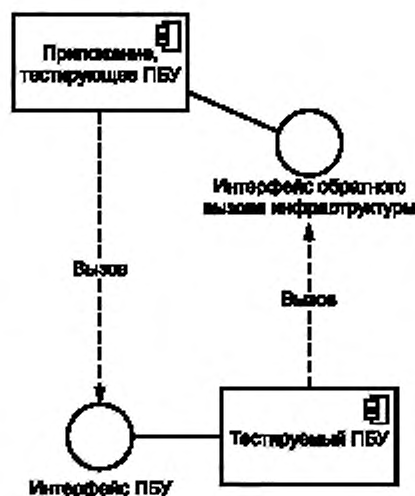 Приложение,
тестирующее ПБУ
Интерфейс обратного
вызова инфраструктуры
Вызов
Вызов
Тестируемый ПБУ
Интерфейс ПБУ